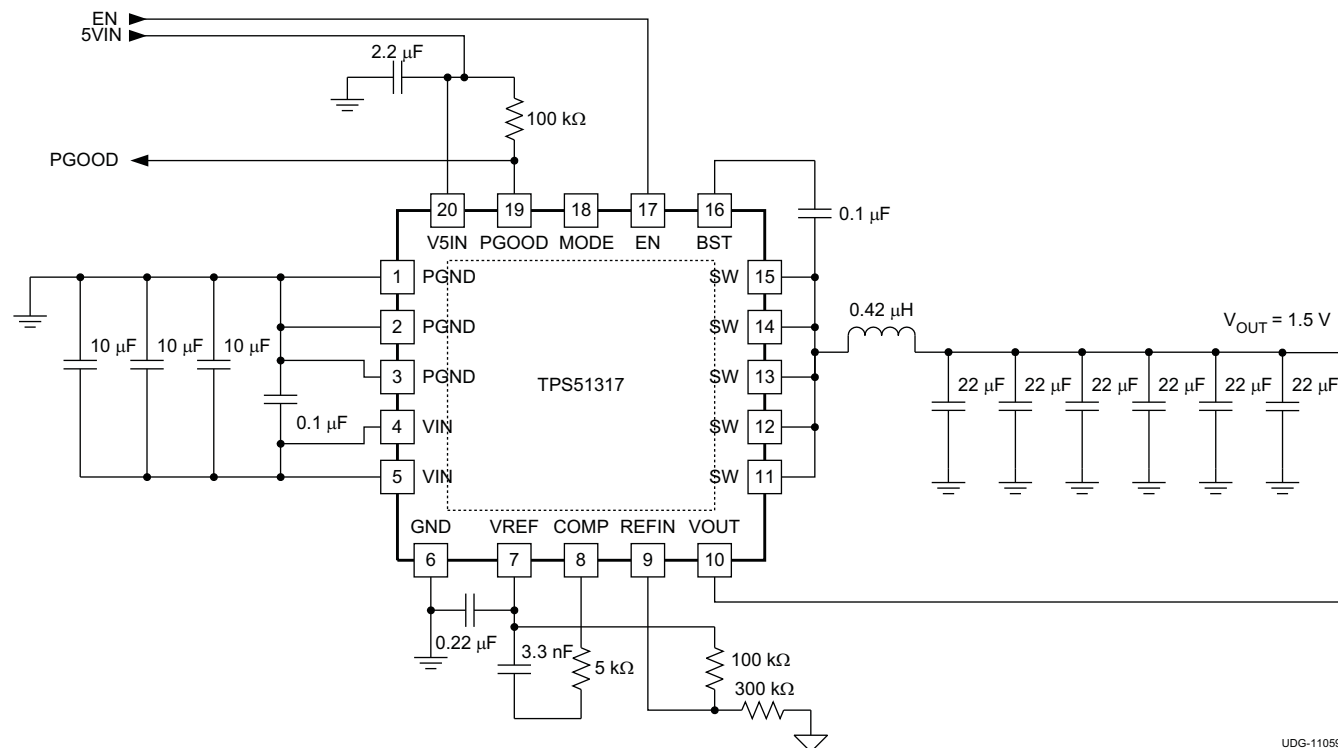 EN
5VIN
2.2 μF
100 kΩ
PGOOD
20 19 18 17 16
V5IN PGOOD MODE EN BST
0.1 μF
1 PGND SW 15
2 PGND SW 14
3 PGND SW 13
4 VIN SW 12
5 VIN SW 11
10 μF 10 μF 10 μF
0.1 μF
TPS51317
0.42 μH
VOUT = 1.5 V
22 μF 22 μF 22 μF 22 μF 22 μF 22 μF
GND VREF COMP REFIN VOUT
6 7 8 9 10
0.22 μF
3.3 nF
5 kΩ
100 kΩ
300 kΩ
UDG-11059